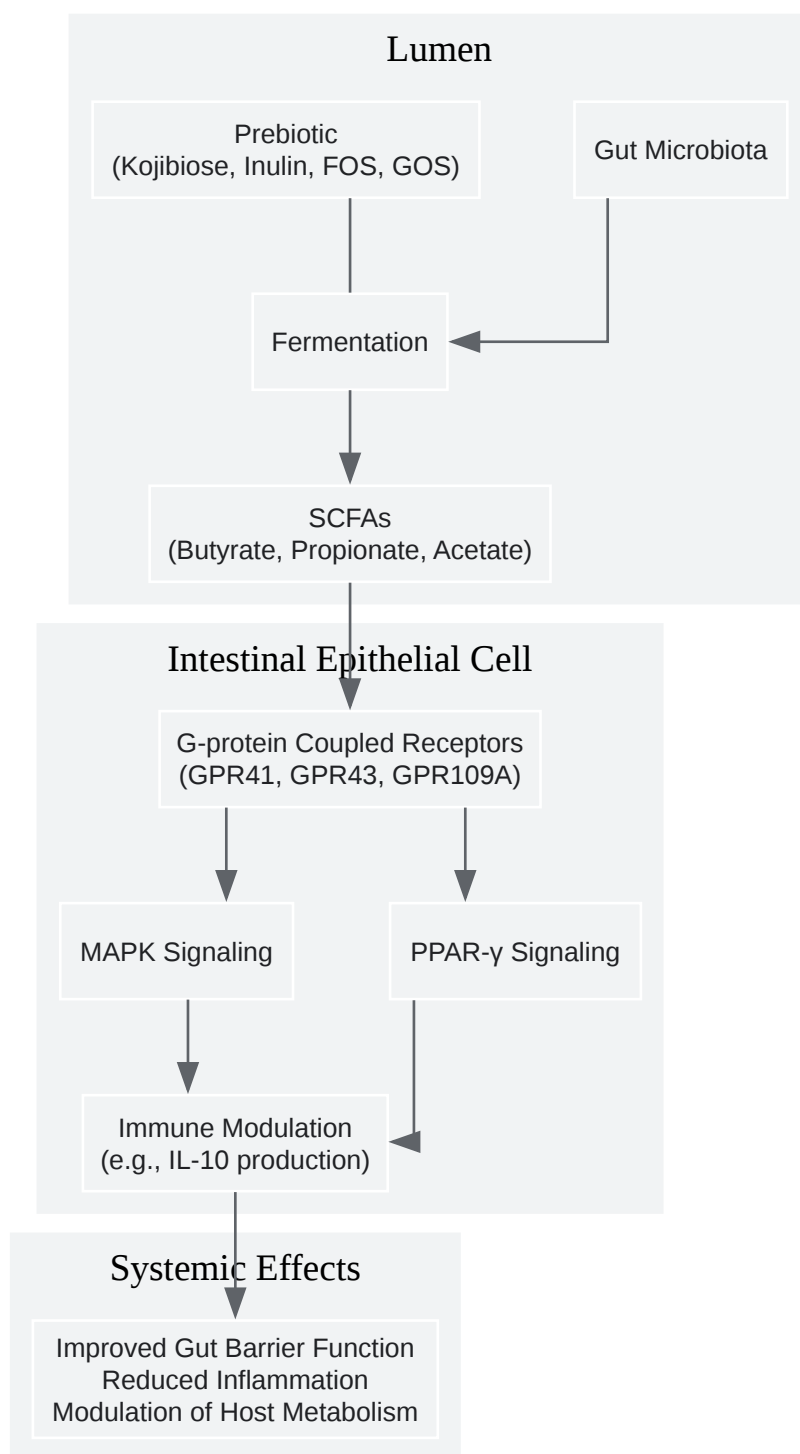 Lumen
Prebiotic
(Kojibiose, Inulin, FOS, GOS)
Gut Microbiota
Fermentation
SCFAs
(Butyrate, Propionate, Acetate)
Intestinal Epithelial Cell
G-protein Coupled Receptors
(GPR41, GPR43, GPR109A)
MAPK Signaling
PPAR-γ Signaling
Immune Modulation
(e.g., IL-10 production)
Systemic Effects
Improved Gut Barrier Function
Reduced Inflammation
Modulation of Host Metabolism